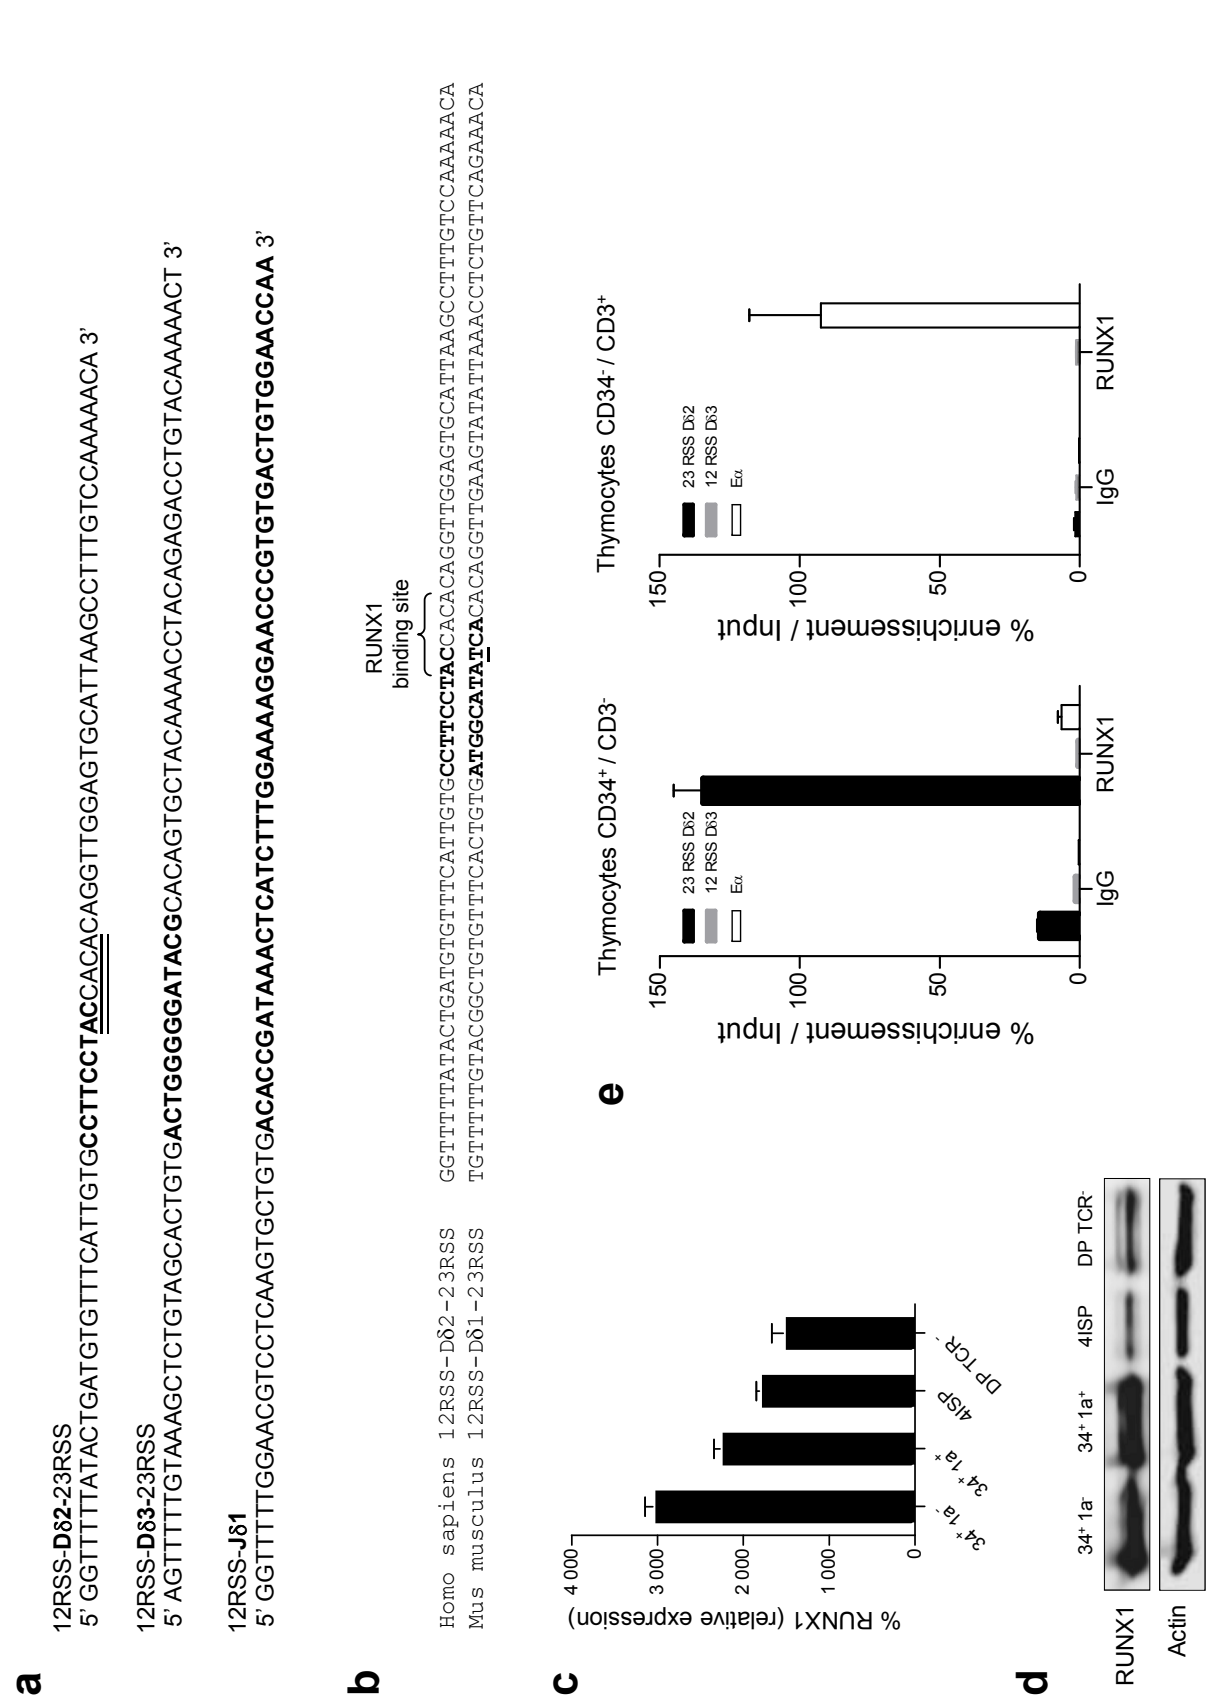 a
12RSS-Dδ2-23RSS
5' GGTTTTTATACTGATGTGTTTCATTGTGCCTTCCTACCACACAGGTTGGAGTGCATTAAGCCTTTGTCCAAAAACA 3'
12RSS-Dδ3-23RSS
5' AGTTTTTGTAAAGCTCTGTAGCACTGTGACTGGGGGATACGCACAGTGCTACAAAACCTACAGAGACCTGTACAAAAACT 3'
12RSS-Jδ1
5' GGTTTTTGGAACGTCCTCAAGTGCTGTGACACCGATAAACTCATCTTTGGAAAAGGAACCCGTGTGACTGTGGAACCAA 3'
b
RUNX1
binding site
Homo sapiens 12RSS-Dδ2-23RSS GGTTTTTATACTGATGTGTTTCATTGTGCCTTCCTACCACACAGGTTGGAGTGCATTAAGCCTTTGTCCAAAAACA
Mus musculus 12RSS-Dδ1-23RSS TGTTTTTGTACGGCTGTGTTTCACTGTGATGGCATATCACACAGGTTGAAGTATATTAAACCTCTGTTCAGAAACA
c
% RUNX1 (relative expression)
4 000
3 000
2 000
1 000
0
34+ 1a-
34+ 1a+
4ISP
DP TCR-
d
34+ 1a-
34+ 1a+
4ISP
DP TCR-
RUNX1
Actin
e
Thymocytes CD34+ / CD3-
% enrichissement / Input
150
100
50
0
23 RSS Dδ2
12 RSS Dδ3
Eα
IgG
RUNX1
Thymocytes CD34- / CD3+
% enrichissement / Input
150
100
50
0
23 RSS Dδ2
12 RSS Dδ3
Eα
IgG
RUNX1